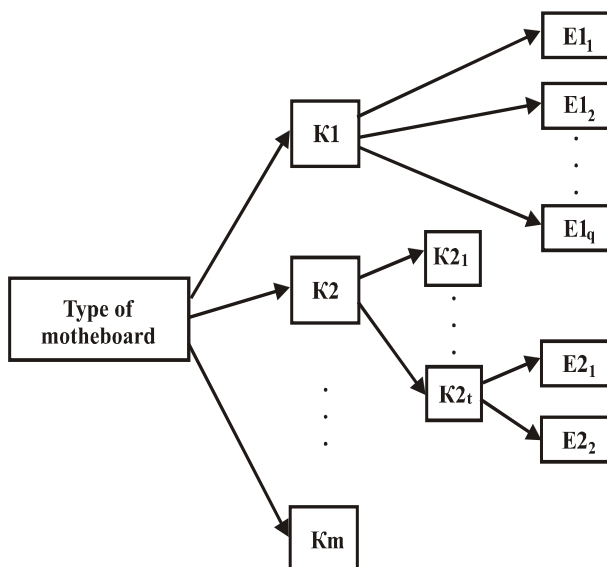 E1₁
E1₂
K1
E1q
K2₁
K2
Type of
motheboard
E2₁
K2t
E2₂
Km